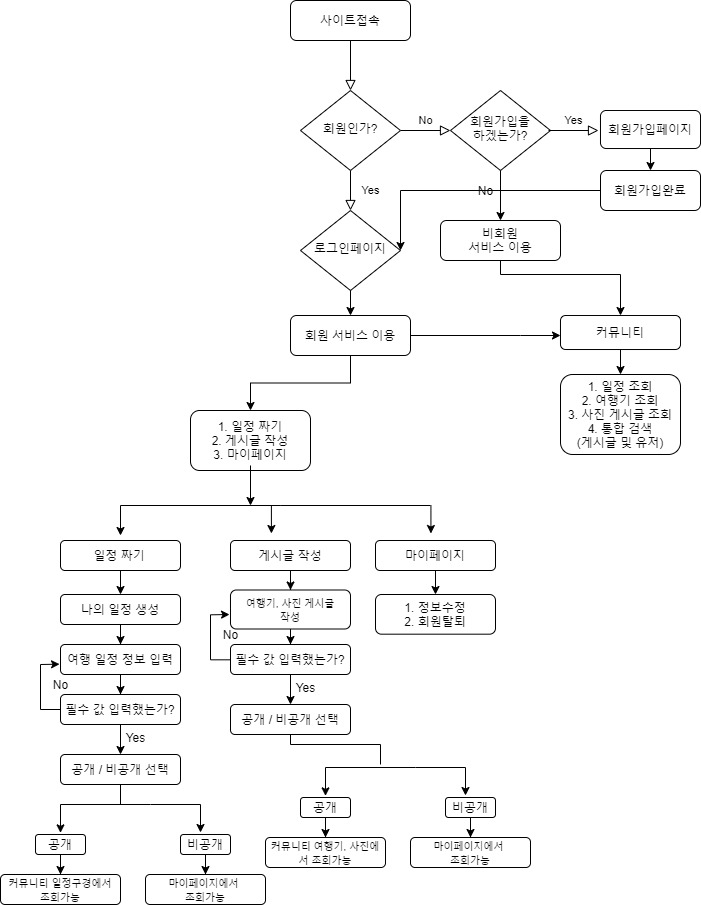 사이트접속
회원인가?
No
회원가입을
하겠는가?
Yes
회원가입페이지
회원가입완료
Yes
No
로그인페이지
비회원
서비스 이용
회원 서비스 이용
커뮤니티
1. 일정 조회
2. 여행기 조회
3. 사진 게시글 조회
4. 통합 검색
(게시글 및 유저)
1. 일정 짜기
2. 게시글 작성
3. 마이페이지
일정 짜기
게시글 작성
마이페이지
나의 일정 생성
여행기, 사진 게시글
작성
1. 정보수정
2. 회원탈퇴
No
여행 일정 정보 입력
필수 값 입력했는가?
No
Yes
필수 값 입력했는가?
공개 / 비공개 선택
Yes
공개 / 비공개 선택
공개
비공개
공개
비공개
커뮤니티 여행기, 사진에
서 조회가능
마이페이지에서
조회가능
커뮤니티 일정구경에서
조회가능
마이페이지에서
조회가능